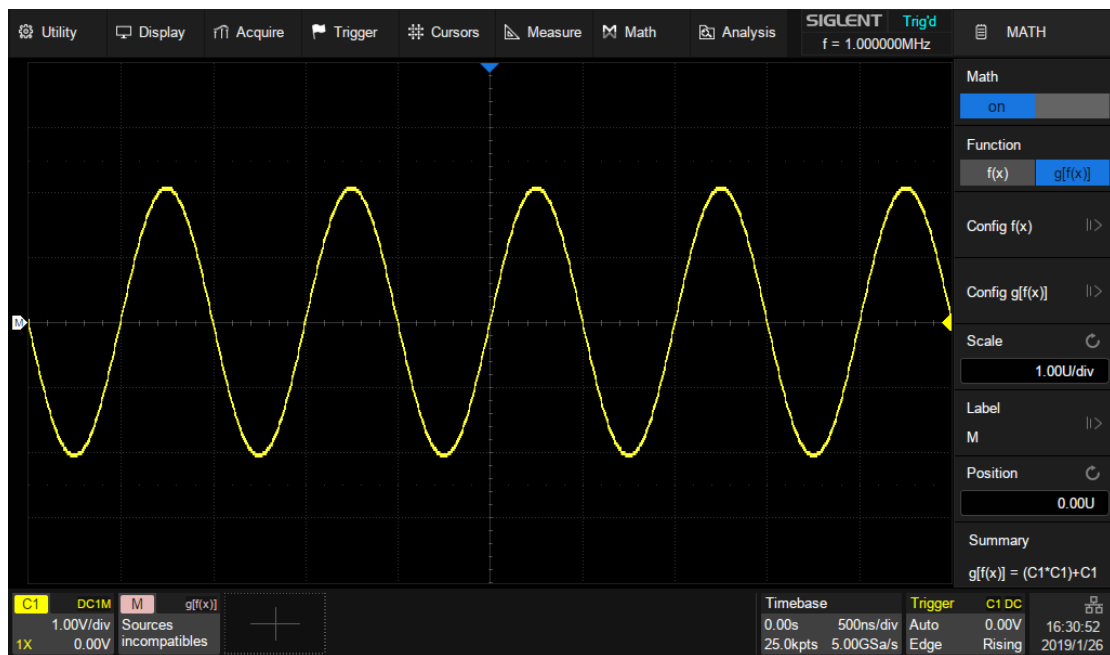 Utility Display Acquire Trigger Cursors Measure Math Analysis SIGLENT Trig'd MATH
f = 1.000000MHz
Math
on
Function
f(x) g[f(x)]
Config f(x)
Config g[f(x)]
M
Scale
1.00U/div
Label
M
Position
0.00U
Summary
g[f(x)] = (C1*C1)+C1
C1 DC1M
1.00V/div
1X 0.00V
M g[f(x)]
Sources
incompatibles
Timebase
0.00s 500ns/div
25.0kpts 5.00GSa/s
Trigger C1 DC
Auto 0.00V
Edge Rising
16:30:52
2019/1/26